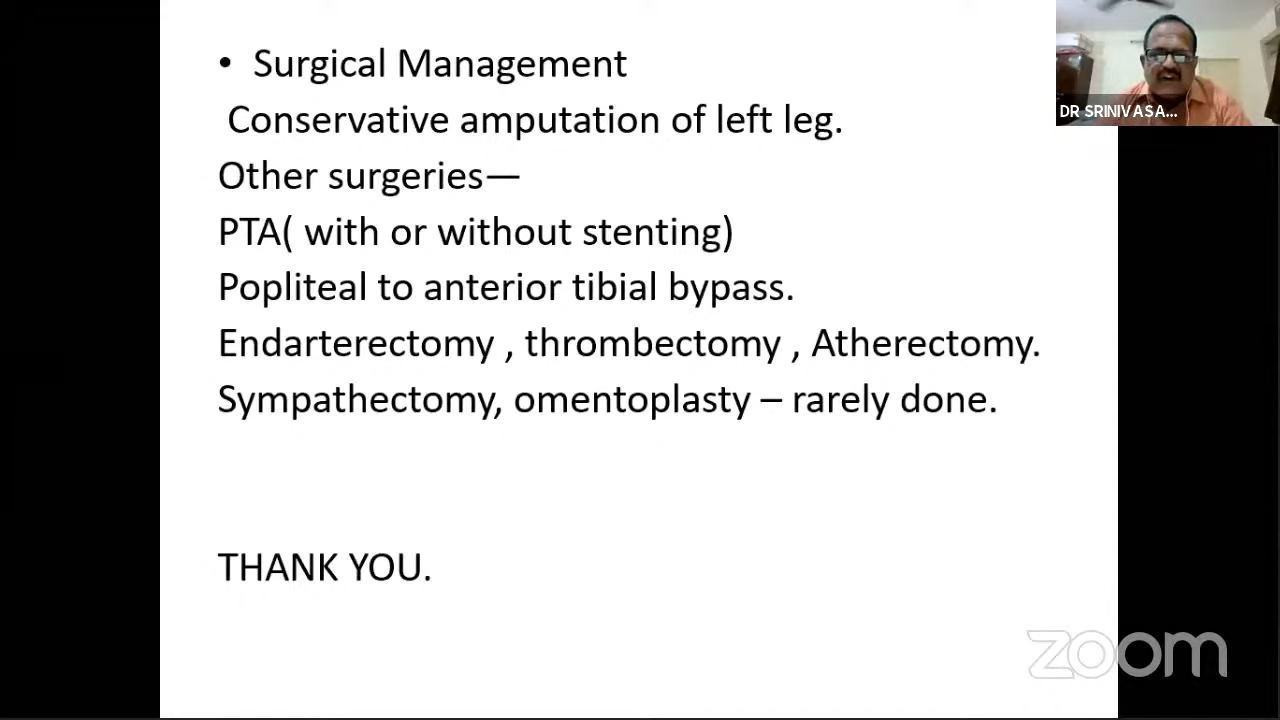 • Surgical Management
Conservative amputation of left leg.
Other surgeries—
PTA( with or without stenting)
Popliteal to anterior tibial bypass.
Endarterectomy , thrombectomy , Atherectomy.
Sympathectomy, omentoplasty – rarely done.
THANK YOU.
DR SRINIVASA...
zoom